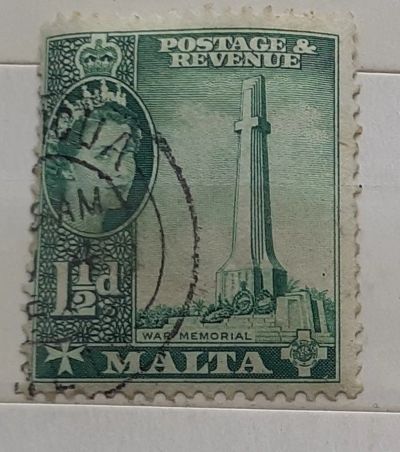 POSTAGE &
REVENUE
1½d
WAR MEMORIAL
MALTA